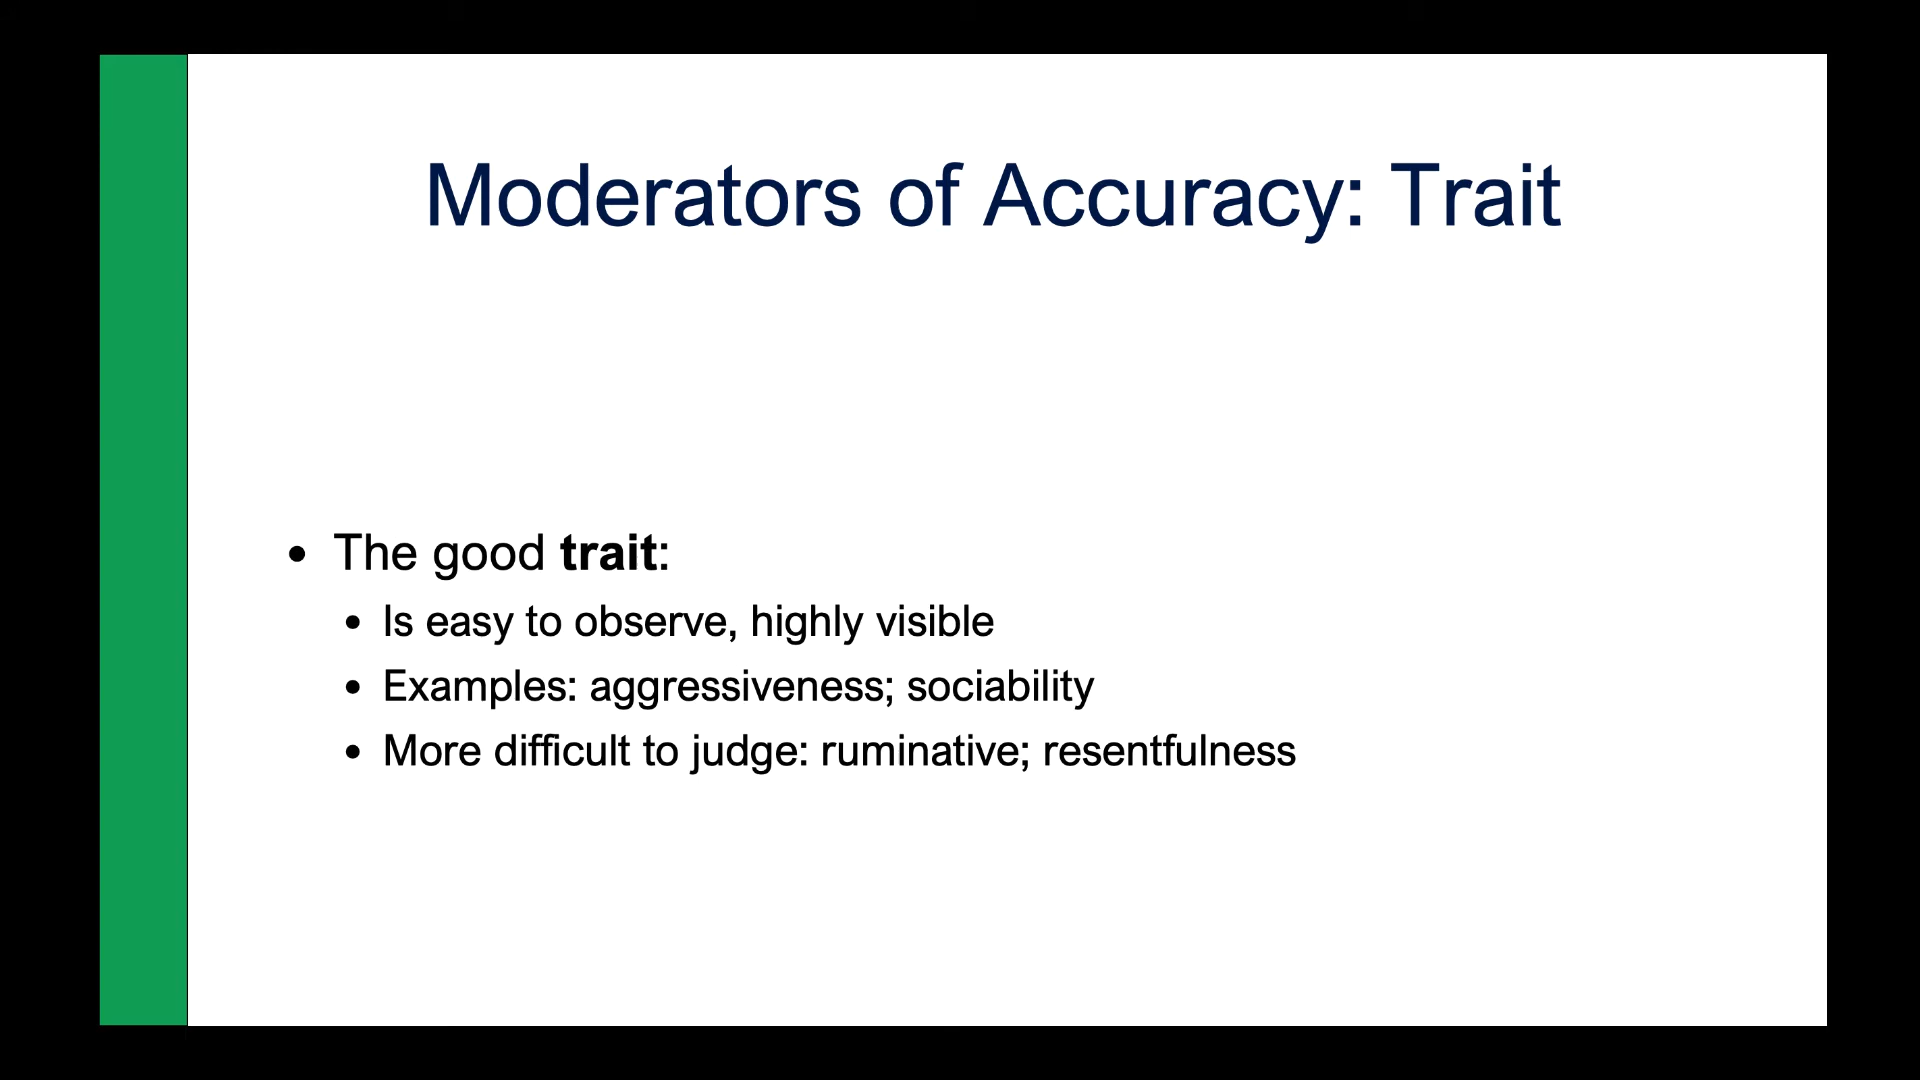 Moderators of Accuracy: Trait
• The good trait:
• Is easy to observe, highly visible
• Examples: aggressiveness; sociability
• More difficult to judge: ruminative; resentfulness